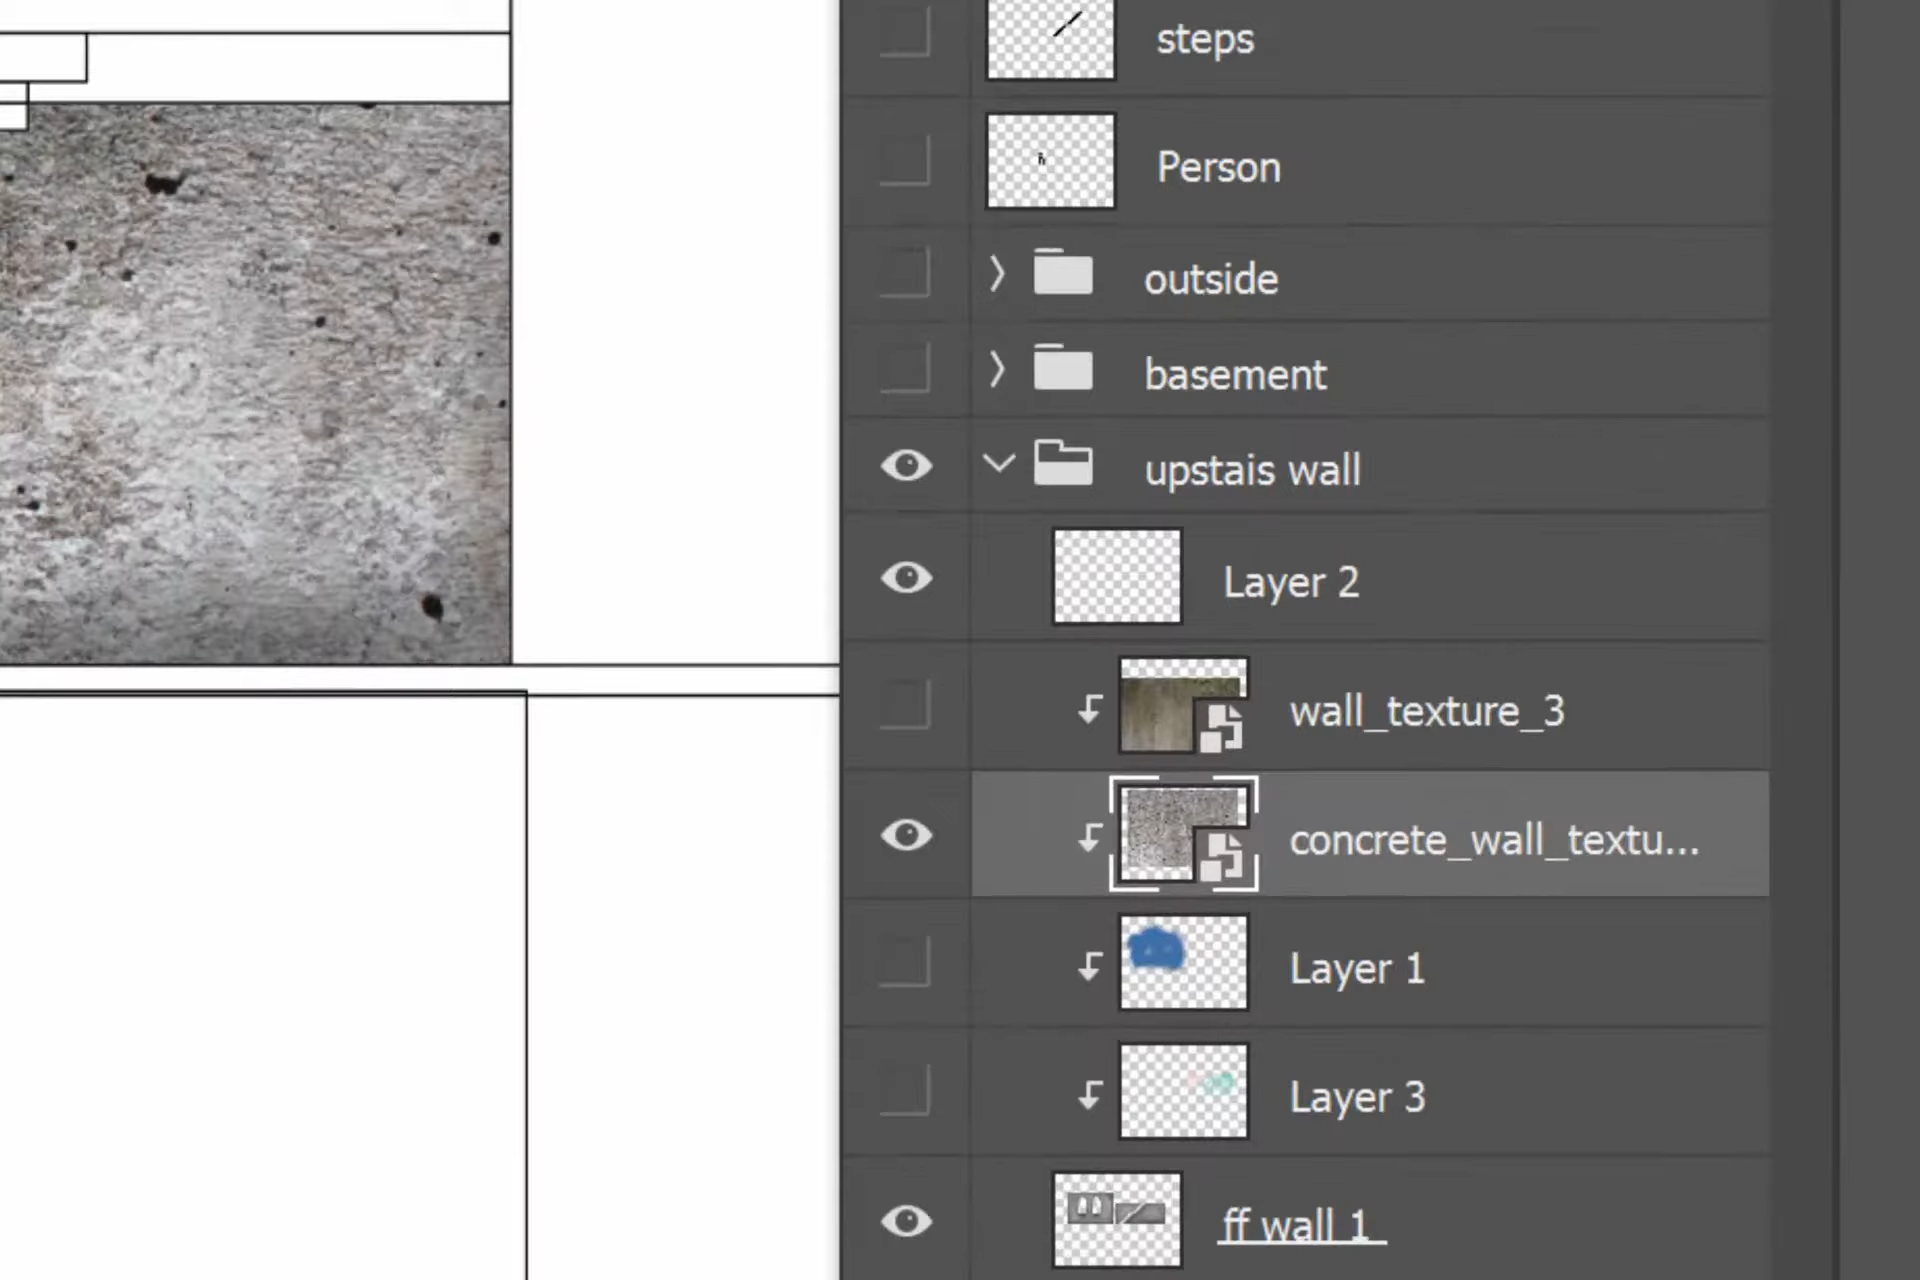 steps
Person
outside
basement
upstais wall
Layer 2
wall_texture_3
concrete_wall_textu...
Layer 1
Layer 3
ff wall 1